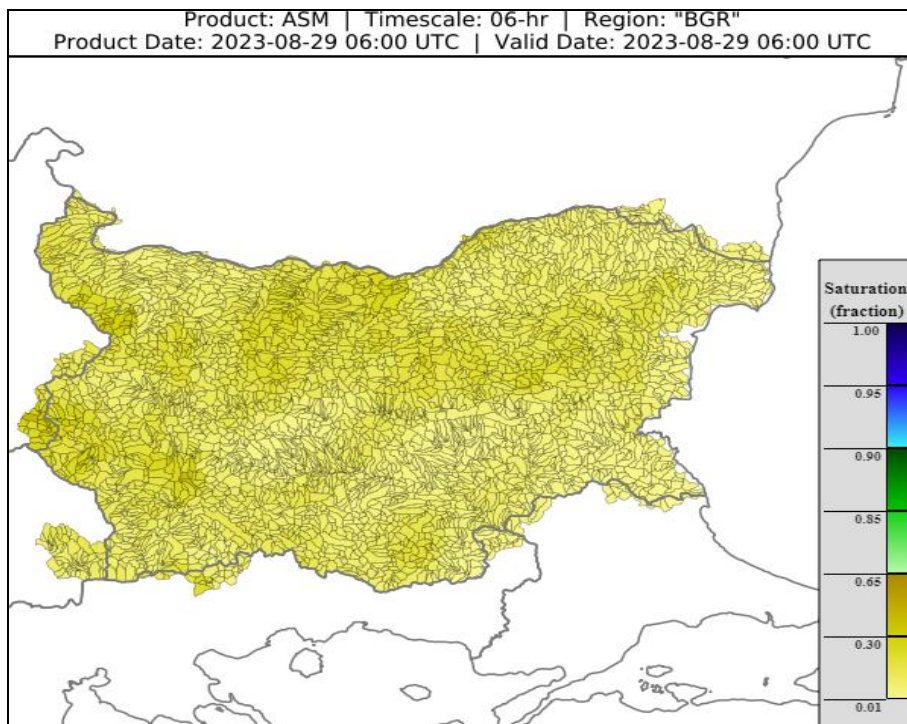 Product: ASM | Timescale: 06-hr | Region: "BGR"
Product Date: 2023-08-29 06:00 UTC | Valid Date: 2023-08-29 06:00 UTC
Saturation
(fraction)
1.00
0.95
0.90
0.85
0.65
0.30
0.01